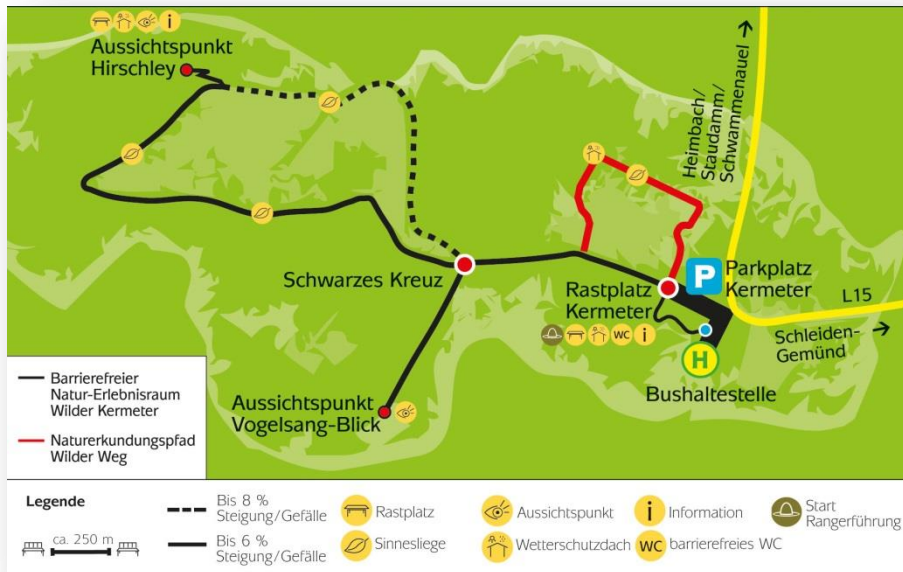 Aussichtspunkt
Hirschley
Heimbach/
Staudamm/
Schwammenauel
Schwarzes Kreuz
Rastplatz
Kermeter
P
Parkplatz
Kermeter
L15
Schleiden-
Gemünd
WC
i
H
Bushaltestelle
Aussichtspunkt
Vogelsang-Blick
i
Barrierefreier
Natur-Erlebnisraum
Wilder Kermeter
Naturerkundungspfad
Wilder Weg
Legende
ca. 250 m
Bis 8 %
Steigung/Gefälle
Bis 6 %
Steigung/Gefälle
Rastplatz
Sinnesliege
Aussichtspunkt
Wetterschutzdach
i Information
WC barrierefreies WC
Start
Rangerführung